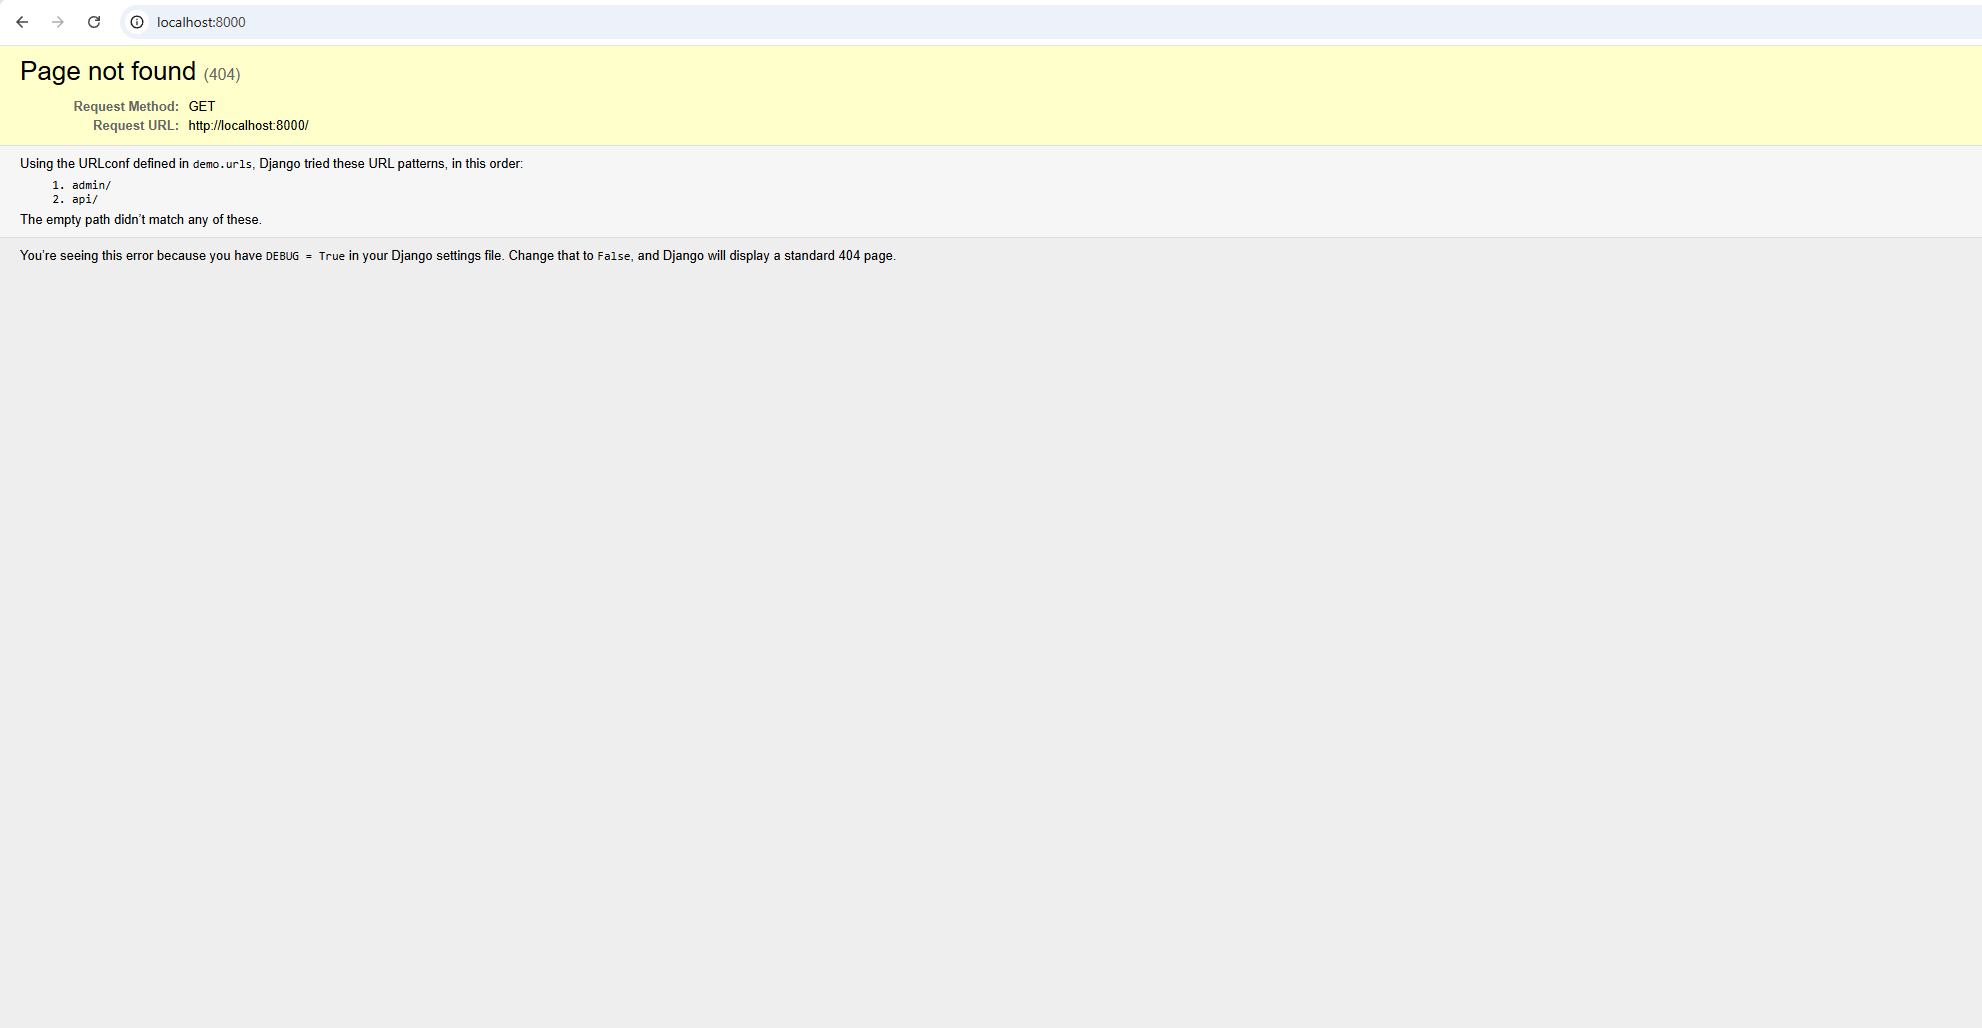 localhost:8000
Page not found (404)
Request Method: GET
Request URL: http://localhost:8000/
Using the URLconf defined in demo.urls, Django tried these URL patterns, in this order:
1. admin/
2. api/
The empty path didn’t match any of these.
You’re seeing this error because you have DEBUG = True in your Django settings file. Change that to False, and Django will display a standard 404 page.